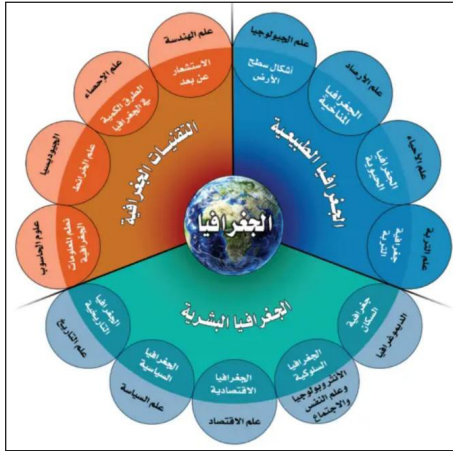 الجغرافيا
الجغرافيا الطبيعية
علم الجيولوجيا
أشكال سطح
الأرض
علم الأرصاد
الجغرافيا
المناخية
علم الأحياء
الجغرافيا
الحيوية
علم التربة
جغرافية
التربة
الجغرافيا البشرية
الديموغرافيا
جغرافية
السكان
الأنثروبولوجيا
وعلم النفس
والاجتماع
الجغرافيا
السلوكية
علم الاقتصاد
الجغرافيا
الاقتصادية
علم السياسة
الجغرافيا
السياسية
علم التاريخ
الجغرافيا
التاريخية
التقنيات الجغرافية
علوم الحاسوب
نظم المعلومات
الجغرافية
الجيوديسيا
علم الخرائط
علم الاحصاء
الطرق الكمية
في الجغرافيا
علم الهندسة
الاستشعار
عن بعد